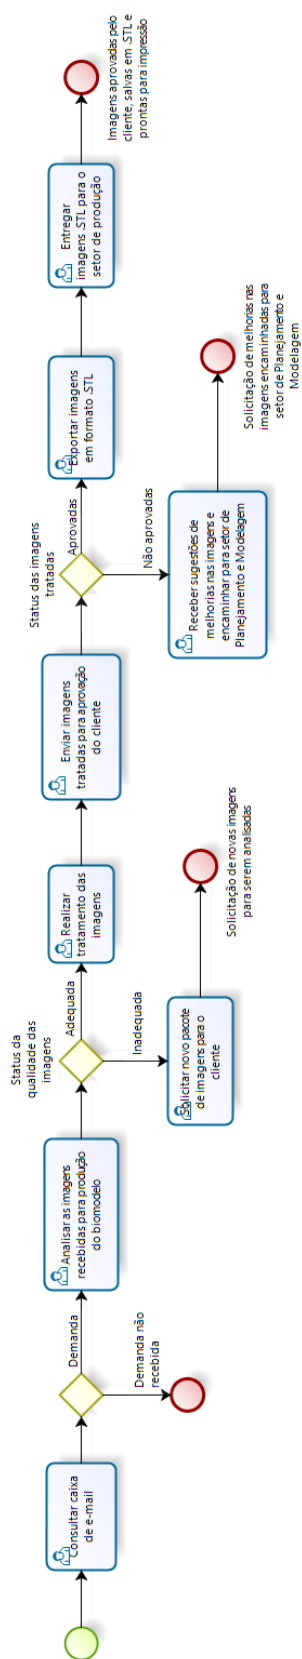 Consultar caixa
de e-mail
Demanda
Demanda não
recebida
Analisar as imagens
recebidas para produção
do biomodelo
Status da
qualidade das
imagens
Adequada
Inadequada
Solicitar novo pacote
de imagens para o
cliente
Solicitação de novas imagens
para serem analisadas
Realizar
tratamento das
imagens
Enviar imagens
tratadas para aprovação
do cliente
Status das imagens
tratadas
Aprovadas
Não aprovadas
Receber sugestões de
melhorias nas imagens e
encaminhar para setor de
Planejamento e Modelagem
Solicitação de melhorias nas
imagens encaminhadas para
setor de Planejamento e
Modelagem
Exportar imagens
em formato .STL
Entregar
imagens .STL para o
setor de produção
Imagens aprovadas pelo
cliente, salvas em .STL e
prontas para impressão